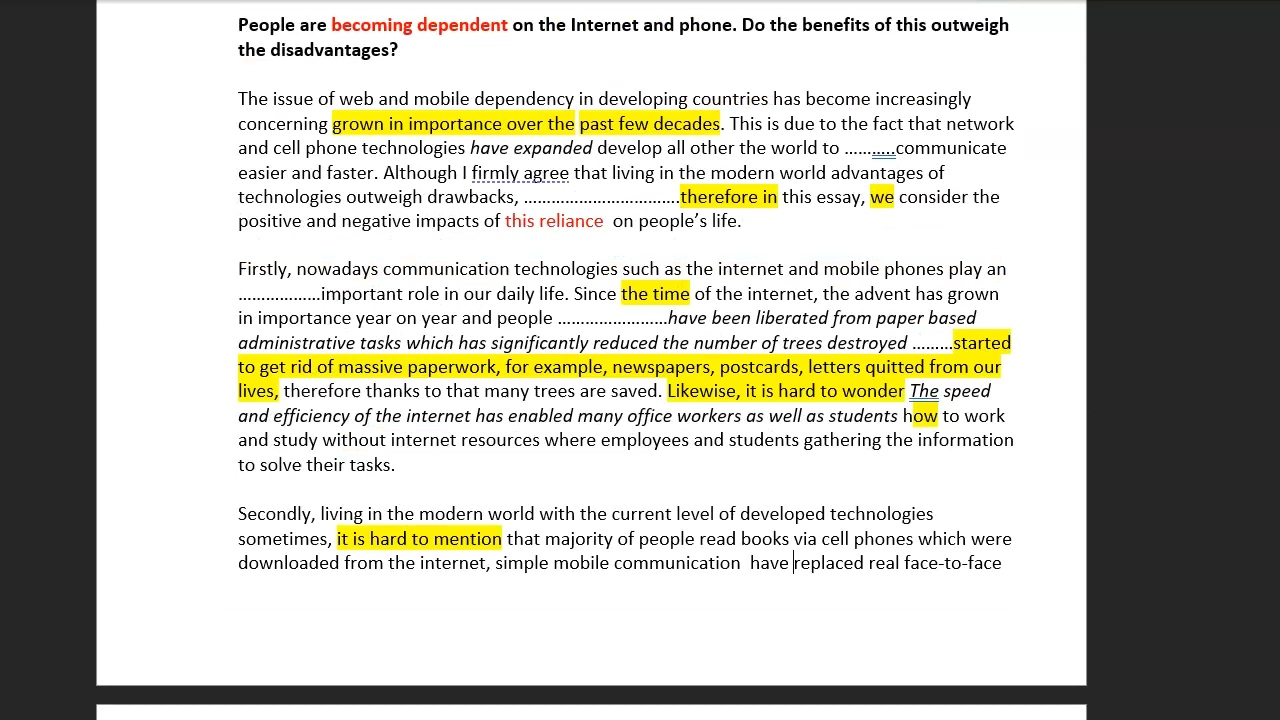 People are becoming dependent on the Internet and phone. Do the benefits of this outweigh
the disadvantages?
The issue of web and mobile dependency in developing countries has become increasingly
concerning grown in importance over the past few decades. This is due to the fact that network
and cell phone technologies have expanded develop all other the world to ...........communicate
easier and faster. Although I firmly agree that living in the modern world advantages of
technologies outweigh drawbacks, ..................................therefore in this essay, we consider the
positive and negative impacts of this reliance  on people’s life.
Firstly, nowadays communication technologies such as the internet and mobile phones play an
..................important role in our daily life. Since the time of the internet, the advent has grown
in importance year on year and people ........................have been liberated from paper based
administrative tasks which has significantly reduced the number of trees destroyed .........started
to get rid of massive paperwork, for example, newspapers, postcards, letters quitted from our
lives, therefore thanks to that many trees are saved. Likewise, it is hard to wonder The speed
and efficiency of the internet has enabled many office workers as well as students how to work
and study without internet resources where employees and students gathering the information
to solve their tasks.
Secondly, living in the modern world with the current level of developed technologies
sometimes, it is hard to mention that majority of people read books via cell phones which were
downloaded from the internet, simple mobile communication  have replaced real face-to-face